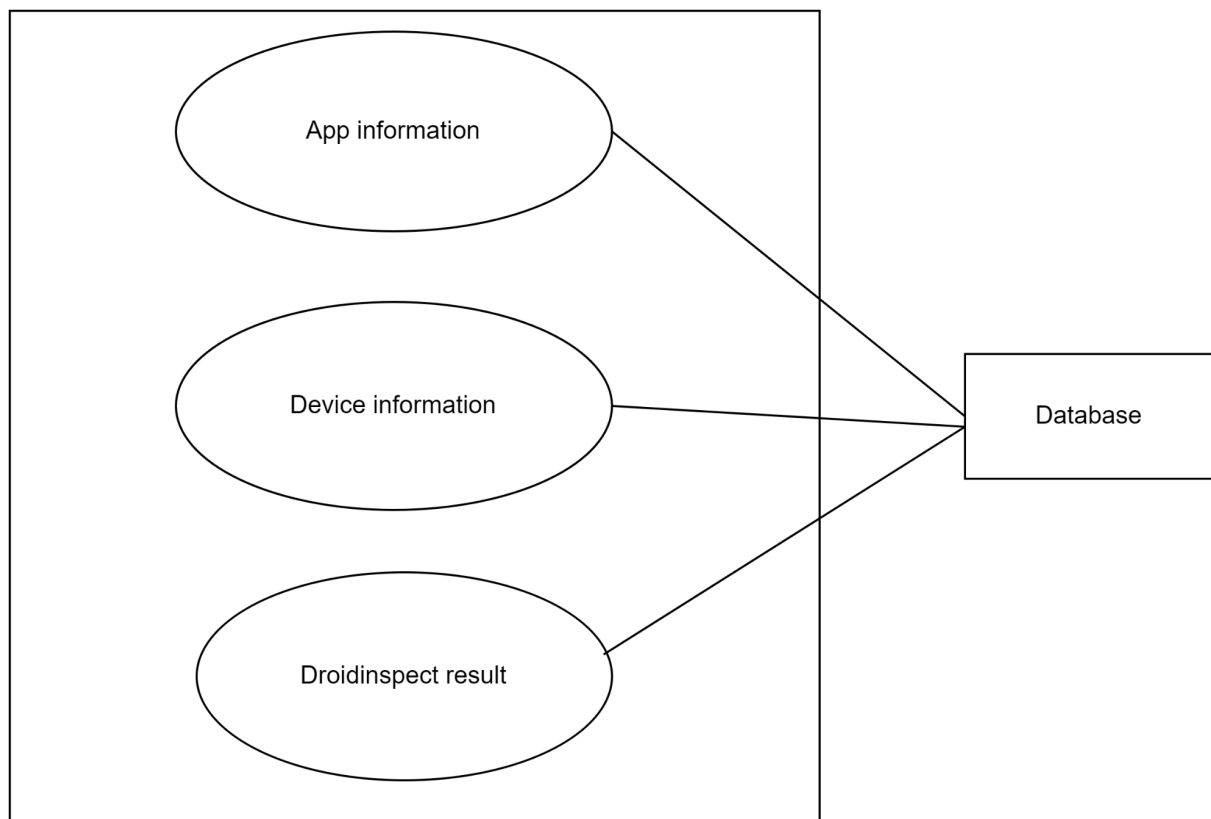 App information
Device information
Database
Droidinspect result